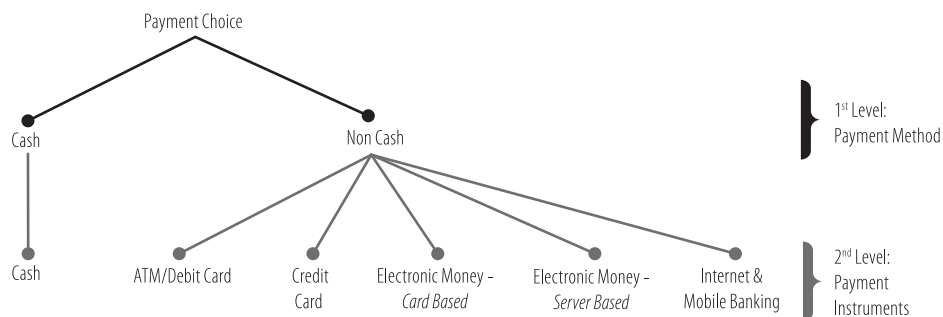 Payment Choice
Cash
Non Cash
1st Level:
Payment Method
Cash
ATM/Debit Card
Credit
Card
Electronic Money –
Card Based
Electronic Money –
Server Based
Internet &
Mobile Banking
2nd Level:
Payment
Instruments